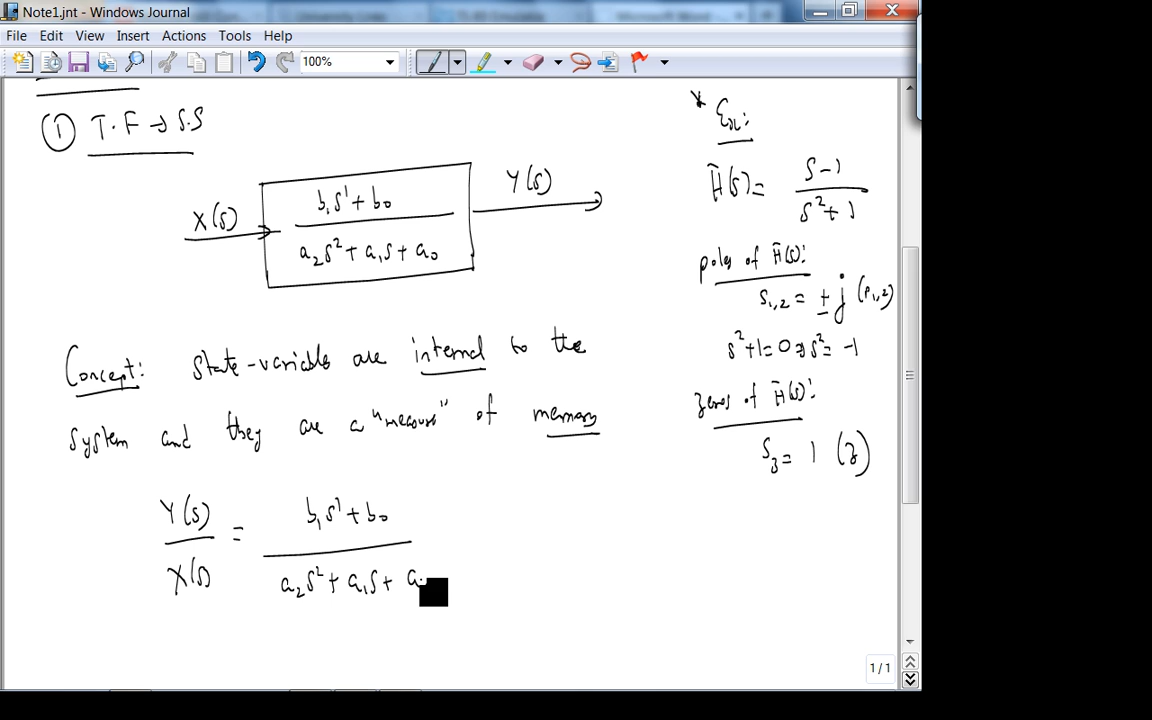 Note1.jnt - Windows Journal
File Edit View Insert Actions Tools Help
100%
① T.F → S.S
X(s)
b₁s¹ + b₀
a₂s² + a₁s + a₀
Y(s)
Concept: State-variable are internal to the
system and they are a "measure" of memory
Y(s)
X(s)
=
b₁s¹ + b₀
a₂s² + a₁s + a
* Ex:
H(s) =
s-1
s² + 1
poles of H(s):
s₁,₂ = ± j (p₁,₂)
s²+1=0 ⇒ s² = -1
zeros of H(s):
s₃ = 1 (z)
1 / 1